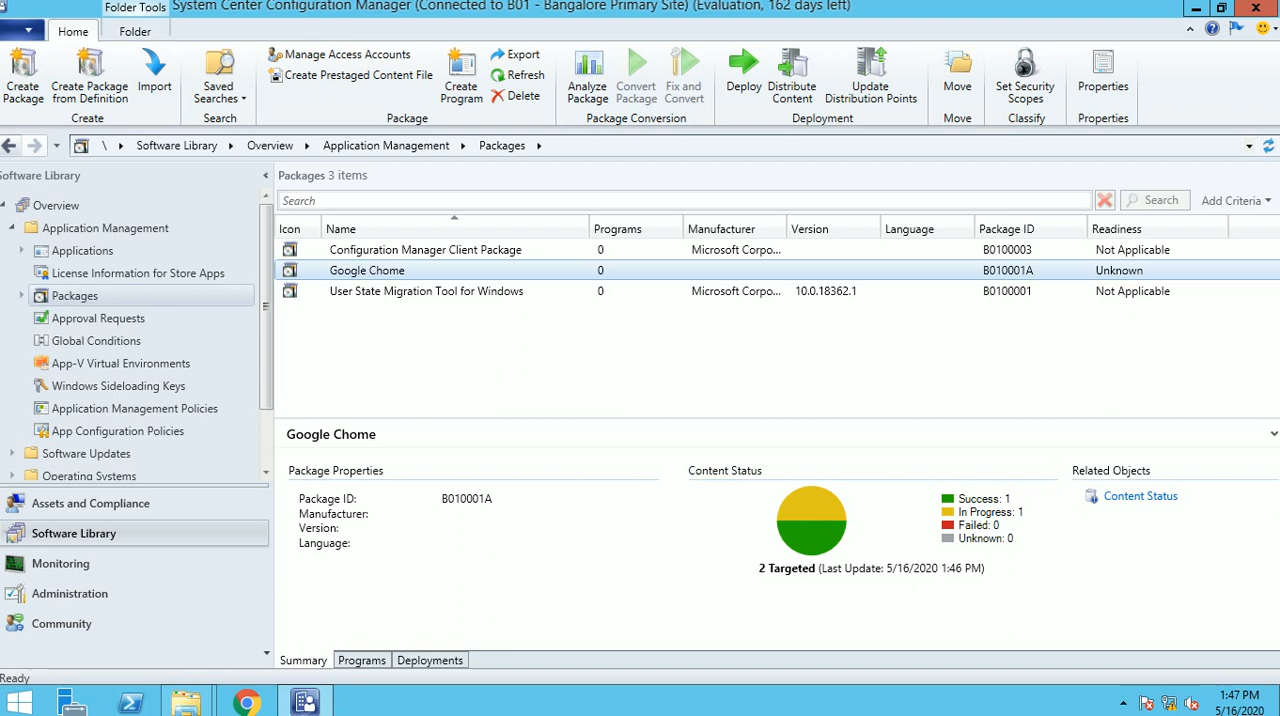 Folder Tools
System Center Configuration Manager (Connected to B01 - Bangalore Primary Site) (Evaluation, 162 days left)
Home
Folder
Create Package
Create Package from Definition
Import
Create
Saved Searches
Search
Manage Access Accounts
Create Prestaged Content File
Create Program
Export
Refresh
Delete
Package
Analyze Package
Convert Package
Fix and Convert
Package Conversion
Deploy
Distribute Content
Update Distribution Points
Deployment
Move
Move
Set Security Scopes
Classify
Properties
Properties
\ Software Library Overview Application Management Packages
Software Library
Overview
Application Management
Applications
License Information for Store Apps
Packages
Approval Requests
Global Conditions
App-V Virtual Environments
Windows Sideloading Keys
Application Management Policies
App Configuration Policies
Software Updates
Operating Systems
Assets and Compliance
Software Library
Monitoring
Administration
Community
Packages 3 items
Search
Search
Add Criteria
Icon Name Programs Manufacturer Version Language Package ID Readiness
Configuration Manager Client Package 0 Microsoft Corpo... B0100003 Not Applicable
Google Chome 0 B010001A Unknown
User State Migration Tool for Windows 0 Microsoft Corpo... 10.0.18362.1 B0100001 Not Applicable
Google Chome
Package Properties
Package ID: B010001A
Manufacturer:
Version:
Language:
Content Status
Success: 1
In Progress: 1
Failed: 0
Unknown: 0
2 Targeted (Last Update: 5/16/2020 1:46 PM)
Related Objects
Content Status
Summary Programs Deployments
Ready
1:47 PM
5/16/2020